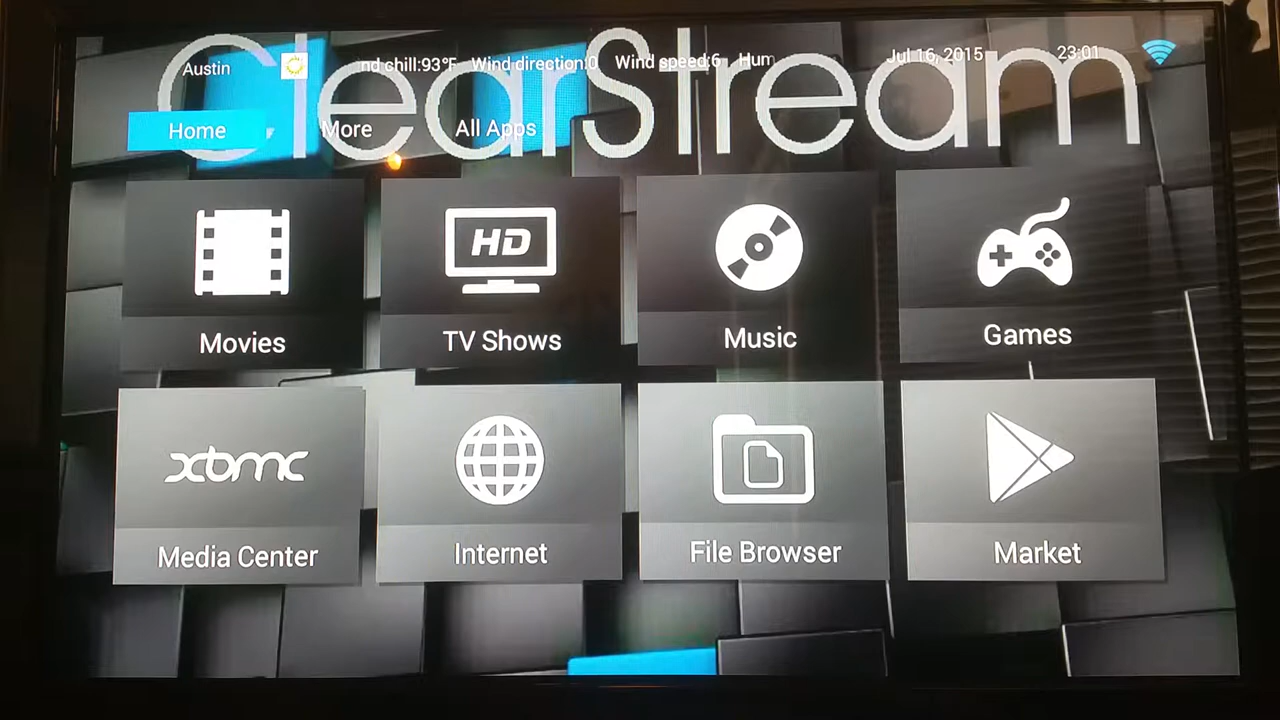 ClearStream
Austin nd chill:93°F Wind direction:0 Wind speed:6 Hum Jul 16, 2015 23:01
Home More All Apps
HD
Movies TV Shows Music Games
xbmc
Media Center Internet File Browser Market